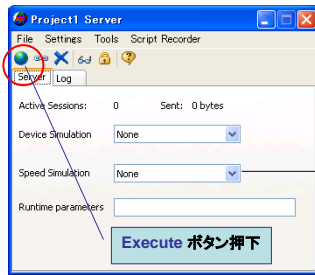 Project1 Server
File Settings Tools Script Recorder
Server Log
Active Sessions: 0 Sent: 0 bytes
Device Simulation None
Speed Simulation None
Runtime parameters
Execute ボタン押下